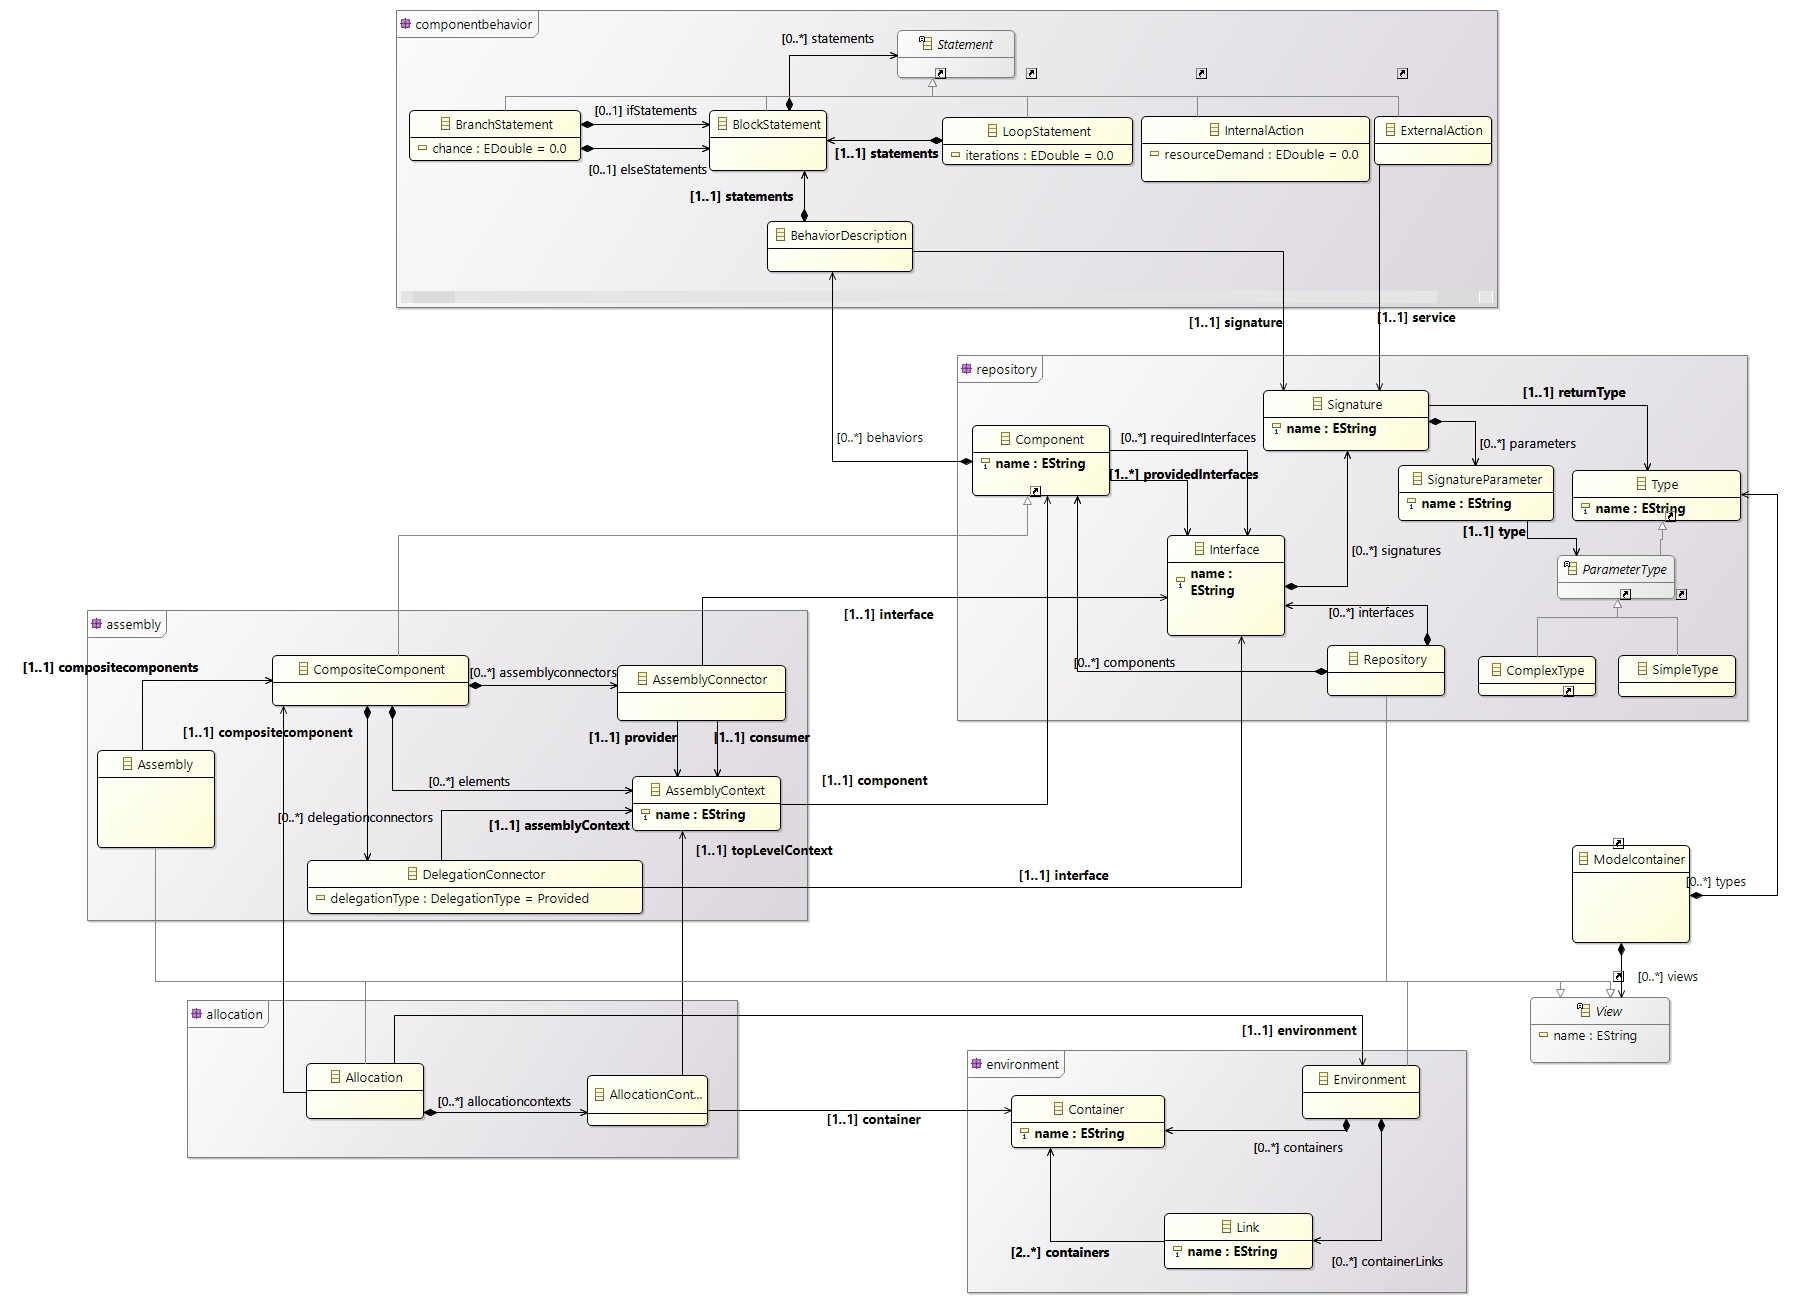 componentbehavior
[0..*] statements
Statement
BranchStatement
chance : EDouble = 0.0
[0..1] ifStatements
[0..1] elseStatements
BlockStatement
[1..1] statements
LoopStatement
iterations : EDouble = 0.0
InternalAction
resourceDemand : EDouble = 0.0
ExternalAction
[1..1] statements
BehaviorDescription
[1..1] signature
[1..1] service
repository
Signature
name : EString
[1..1] returnType
[0..*] behaviors
Component
name : EString
[0..*] requiredInterfaces
[1..*] providedInterfaces
[0..*] parameters
SignatureParameter
name : EString
Type
name : EString
[1..1] type
Interface
name :
EString
[0..*] signatures
ParameterType
[0..*] interfaces
[1..1] interface
[0..*] components
Repository
ComplexType
SimpleType
assembly
[1..1] compositecomponents
CompositeComponent
[0..*] assemblyconnectors
AssemblyConnector
[1..1] compositecomponent
[1..1] provider
[1..1] consumer
Assembly
[0..*] elements
AssemblyContext
name : EString
[1..1] component
[0..*] delegationconnectors
[1..1] assemblyContext
[1..1] topLevelContext
DelegationConnector
delegationType : DelegationType = Provided
[1..1] interface
Modelcontainer
[0..*] types
[0..*] views
View
name : EString
allocation
[1..1] environment
Allocation
[0..*] allocationcontexts
AllocationCont...
[1..1] container
environment
Environment
Container
name : EString
[0..*] containers
Link
name : EString
[2..*] containers
[0..*] containerLinks